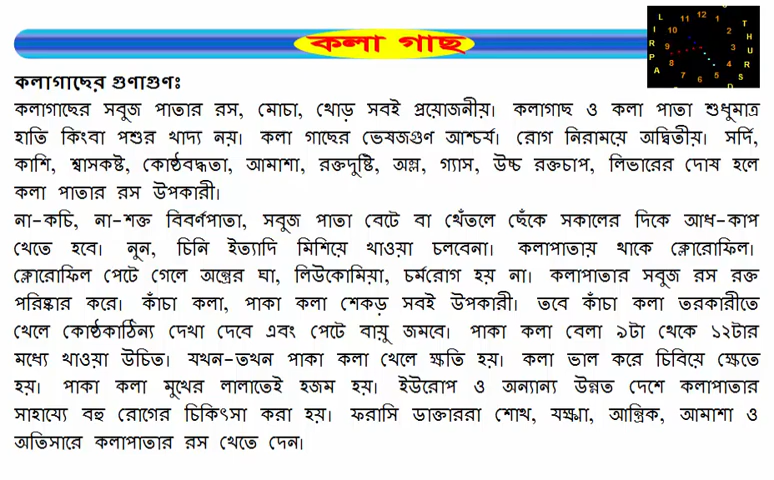 কলা গাছ
কলাগাছের গুণাগুণঃ
কলাগাছের সবুজ পাতার রস, মোচা, থোড় সবই প্রয়োজনীয়। কলাগাছ ও কলা পাতা শুধুমাত্র
হাতি কিংবা পশুর খাদ্য নয়। কলা গাছের ভেষজগুণ আশ্চর্য। রোগ নিরাময়ে অদ্বিতীয়। সর্দি,
কাশি, শ্বাসকষ্ট, কোষ্ঠবদ্ধতা, আমাশা, রক্তদুষ্টি, অম্ল, গ্যাস, উচ্চ রক্তচাপ, লিভারের দোষ হলে
কলা পাতার রস উপকারী।
না-কচি, না-শক্ত বিবর্ণপাতা, সবুজ পাতা বেটে বা থেঁতলে ছেঁকে সকালের দিকে আধ-কাপ
খেতে হবে। নুন, চিনি ইত্যাদি মিশিয়ে খাওয়া চলবেনা। কলাপাতায় থাকে ক্লোরোফিল।
ক্লোরোফিল পেটে গেলে অন্ত্রের ঘা, লিউকোমিয়া, চর্মরোগ হয় না। কলাপাতার সবুজ রস রক্ত
পরিষ্কার করে। কাঁচা কলা, পাকা কলা শেকড় সবই উপকারী। তবে কাঁচা কলা তরকারীতে
খেলে কোষ্ঠকাঠিন্য দেখা দেবে এবং পেটে বায়ু জমবে। পাকা কলা বেলা ৯টা থেকে ১২টার
মধ্যে খাওয়া উচিত। যখন-তখন পাকা কলা খেলে ক্ষতি হয়। কলা ভাল করে চিবিয়ে ক্ষেতে
হয়। পাকা কলা মুখের লালাতেই হজম হয়। ইউরোপ ও অন্যান্য উন্নত দেশে কলাপাতার
সাহায্যে বহু রোগের চিকিৎসা করা হয়। ফরাসি ডাক্তাররা শোথ, যক্ষ্মা, আন্ত্রিক, আমাশা ও
অতিসারে কলাপাতার রস খেতে দেন।